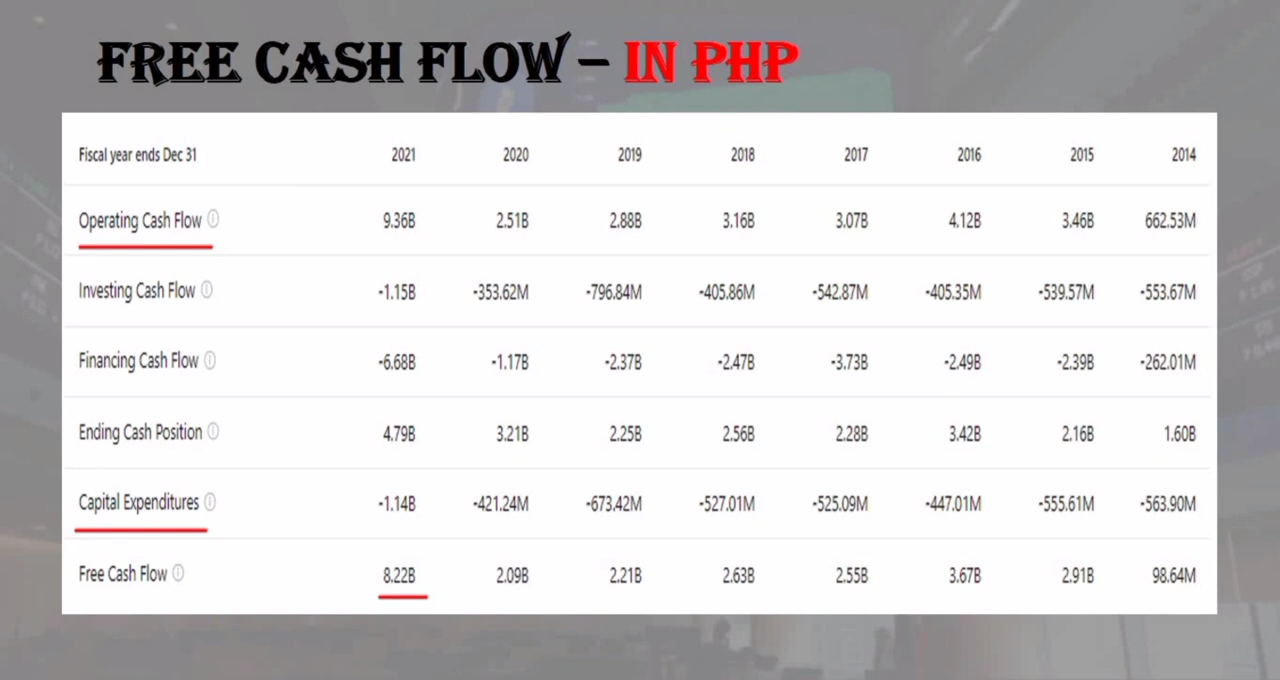 FREE CASH FLOW – IN PHP
Fiscal year ends Dec 31 2021 2020 2019 2018 2017 2016 2015 2014
Operating Cash Flow 9.36B 2.51B 2.88B 3.16B 3.07B 4.12B 3.46B 662.53M
Investing Cash Flow -1.15B -353.62M -796.84M -405.86M -542.87M -405.35M -539.57M -553.67M
Financing Cash Flow -6.68B -1.17B -2.37B -2.47B -3.73B -2.49B -2.39B -262.01M
Ending Cash Position 4.79B 3.21B 2.25B 2.56B 2.28B 3.42B 2.16B 1.60B
Capital Expenditures -1.14B -421.24M -673.42M -527.01M -525.09M -447.01M -555.61M -563.90M
Free Cash Flow 8.22B 2.09B 2.21B 2.63B 2.55B 3.67B 2.91B 98.64M